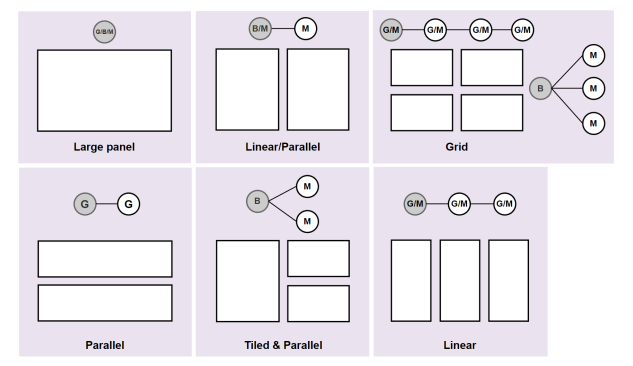 G/B/M
Large panel
B/M M
Linear/Parallel
G/M G/M G/M G/M
B M M M
Grid
G G
Parallel
B M M
Tiled & Parallel
G/M G/M G/M
Linear